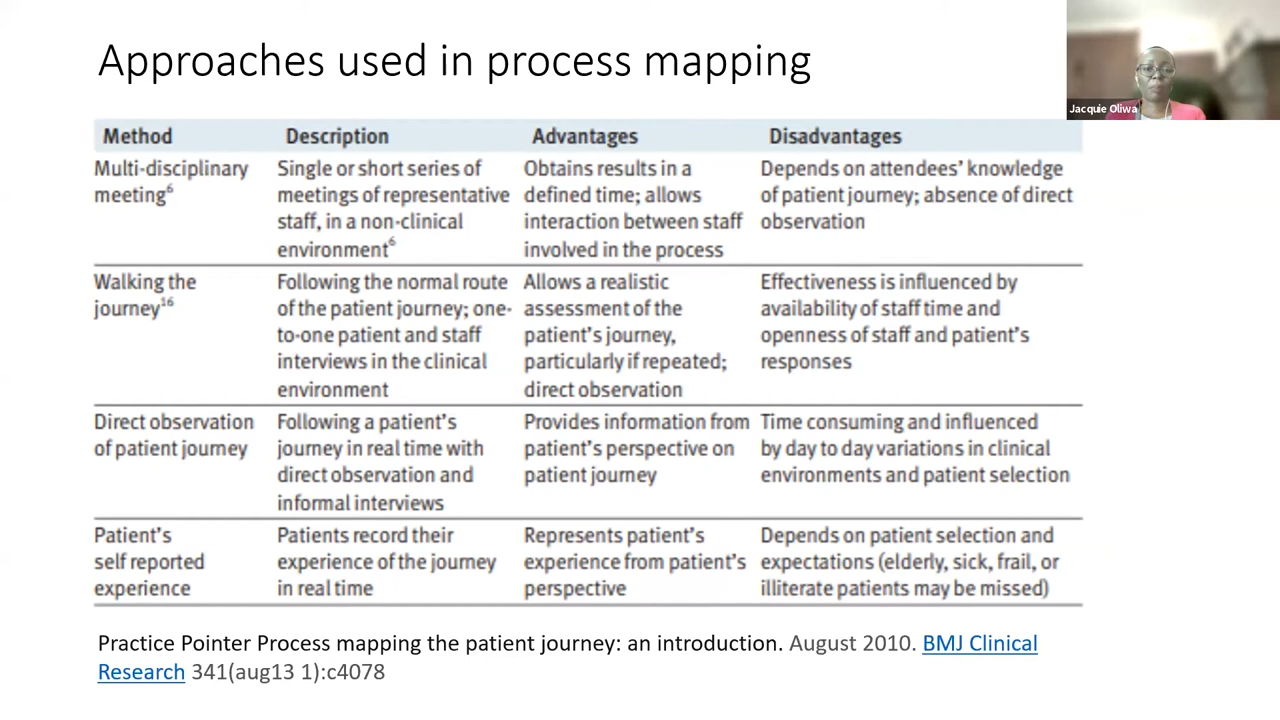 Approaches used in process mapping
Jacquie Oliwa
Method Description Advantages Disadvantages
Multi-disciplinary
meeting⁶
Single or short series of
meetings of representative
staff, in a non-clinical
environment⁶
Obtains results in a
defined time; allows
interaction between staff
involved in the process
Depends on attendees’ knowledge
of patient journey; absence of direct
observation
Walking the
journey¹⁶
Following the normal route
of the patient journey; one-
to-one patient and staff
interviews in the clinical
environment
Allows a realistic
assessment of the
patient’s journey,
particularly if repeated;
direct observation
Effectiveness is influenced by
availability of staff time and
openness of staff and patient’s
responses
Direct observation
of patient journey
Following a patient’s
journey in real time with
direct observation and
informal interviews
Provides information from
patient’s perspective on
patient journey
Time consuming and influenced
by day to day variations in clinical
environments and patient selection
Patient’s
self reported
experience
Patients record their
experience of the journey
in real time
Represents patient’s
experience from patient’s
perspective
Depends on patient selection and
expectations (elderly, sick, frail, or
illiterate patients may be missed)
Practice Pointer Process mapping the patient journey: an introduction. August 2010. BMJ Clinical
Research 341(aug13 1):c4078